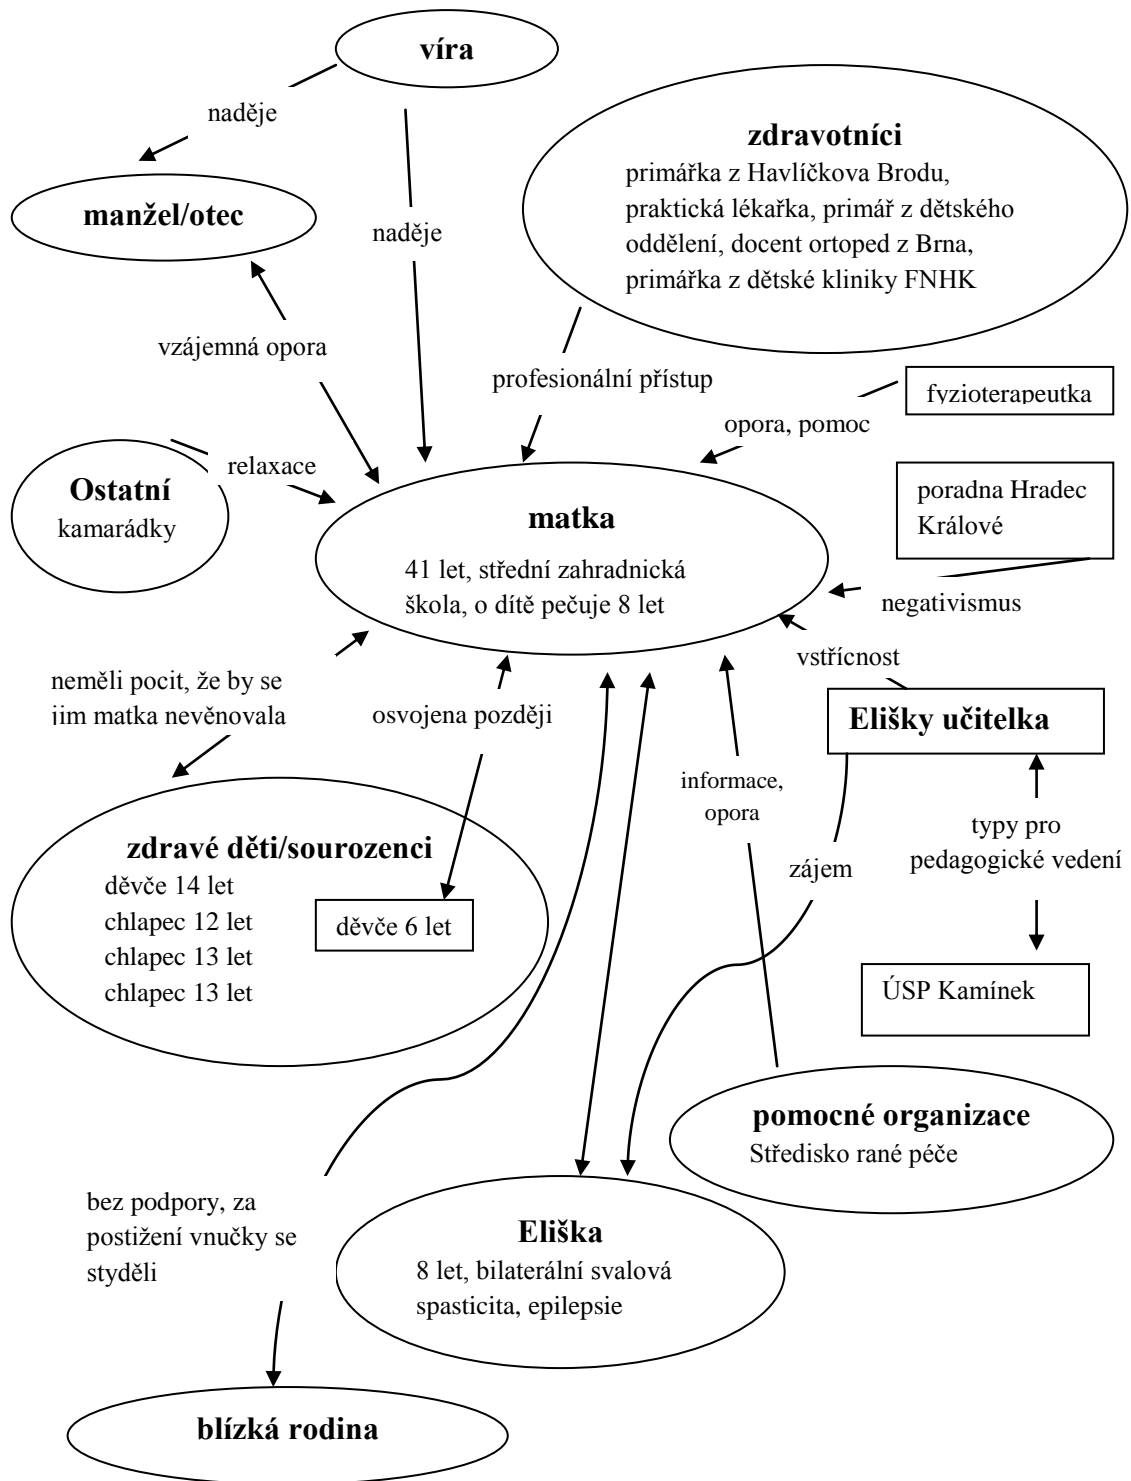 víra
naděje
zdravotníci
primářka z Havlíčkova Brodu,
praktická lékařka, primář z dětského
oddělení, docent ortoped z Brna,
primářka z dětské kliniky FNHK
manžel/otec
naděje
vzájemná opora
profesionální přístup
fyzioterapeutka
opora, pomoc
relaxace
Ostatní
kamarádky
poradna Hradec
Králové
matka
41 let, střední zahradnická
škola, o dítě pečuje 8 let
negativismus
vstřícnost
neměli pocit, že by se
jim matka nevěnovala
osvojena později
Elišky učitelka
informace,
opora
typy pro
pedagogické vedení
zájem
zdravé děti/sourozenci
děvče 14 let
chlapec 12 let
chlapec 13 let
chlapec 13 let
děvče 6 let
ÚSP Kamínek
pomocné organizace
Středisko rané péče
bez podpory, za
postižení vnučky se
styděli
Eliška
8 let, bilaterální svalová
spasticita, epilepsie
blízká rodina